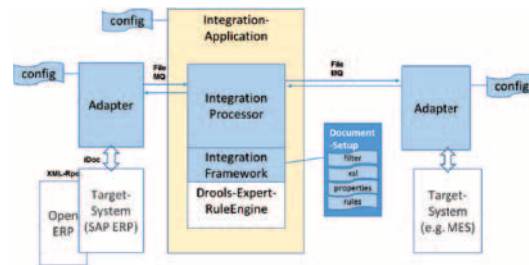 config
Integration-
Application
config
File
MQ
File
MQ
config
Adapter
Integration
Processor
Adapter
iDoc
Document
-Setup
filter
xsl
properties
rules
Integration
Framework
XML-Rpc
Open
ERP
Target-
System
(SAP ERP)
Drools-Expert-
RuleEngine
Target-
System
(e.g. MES)